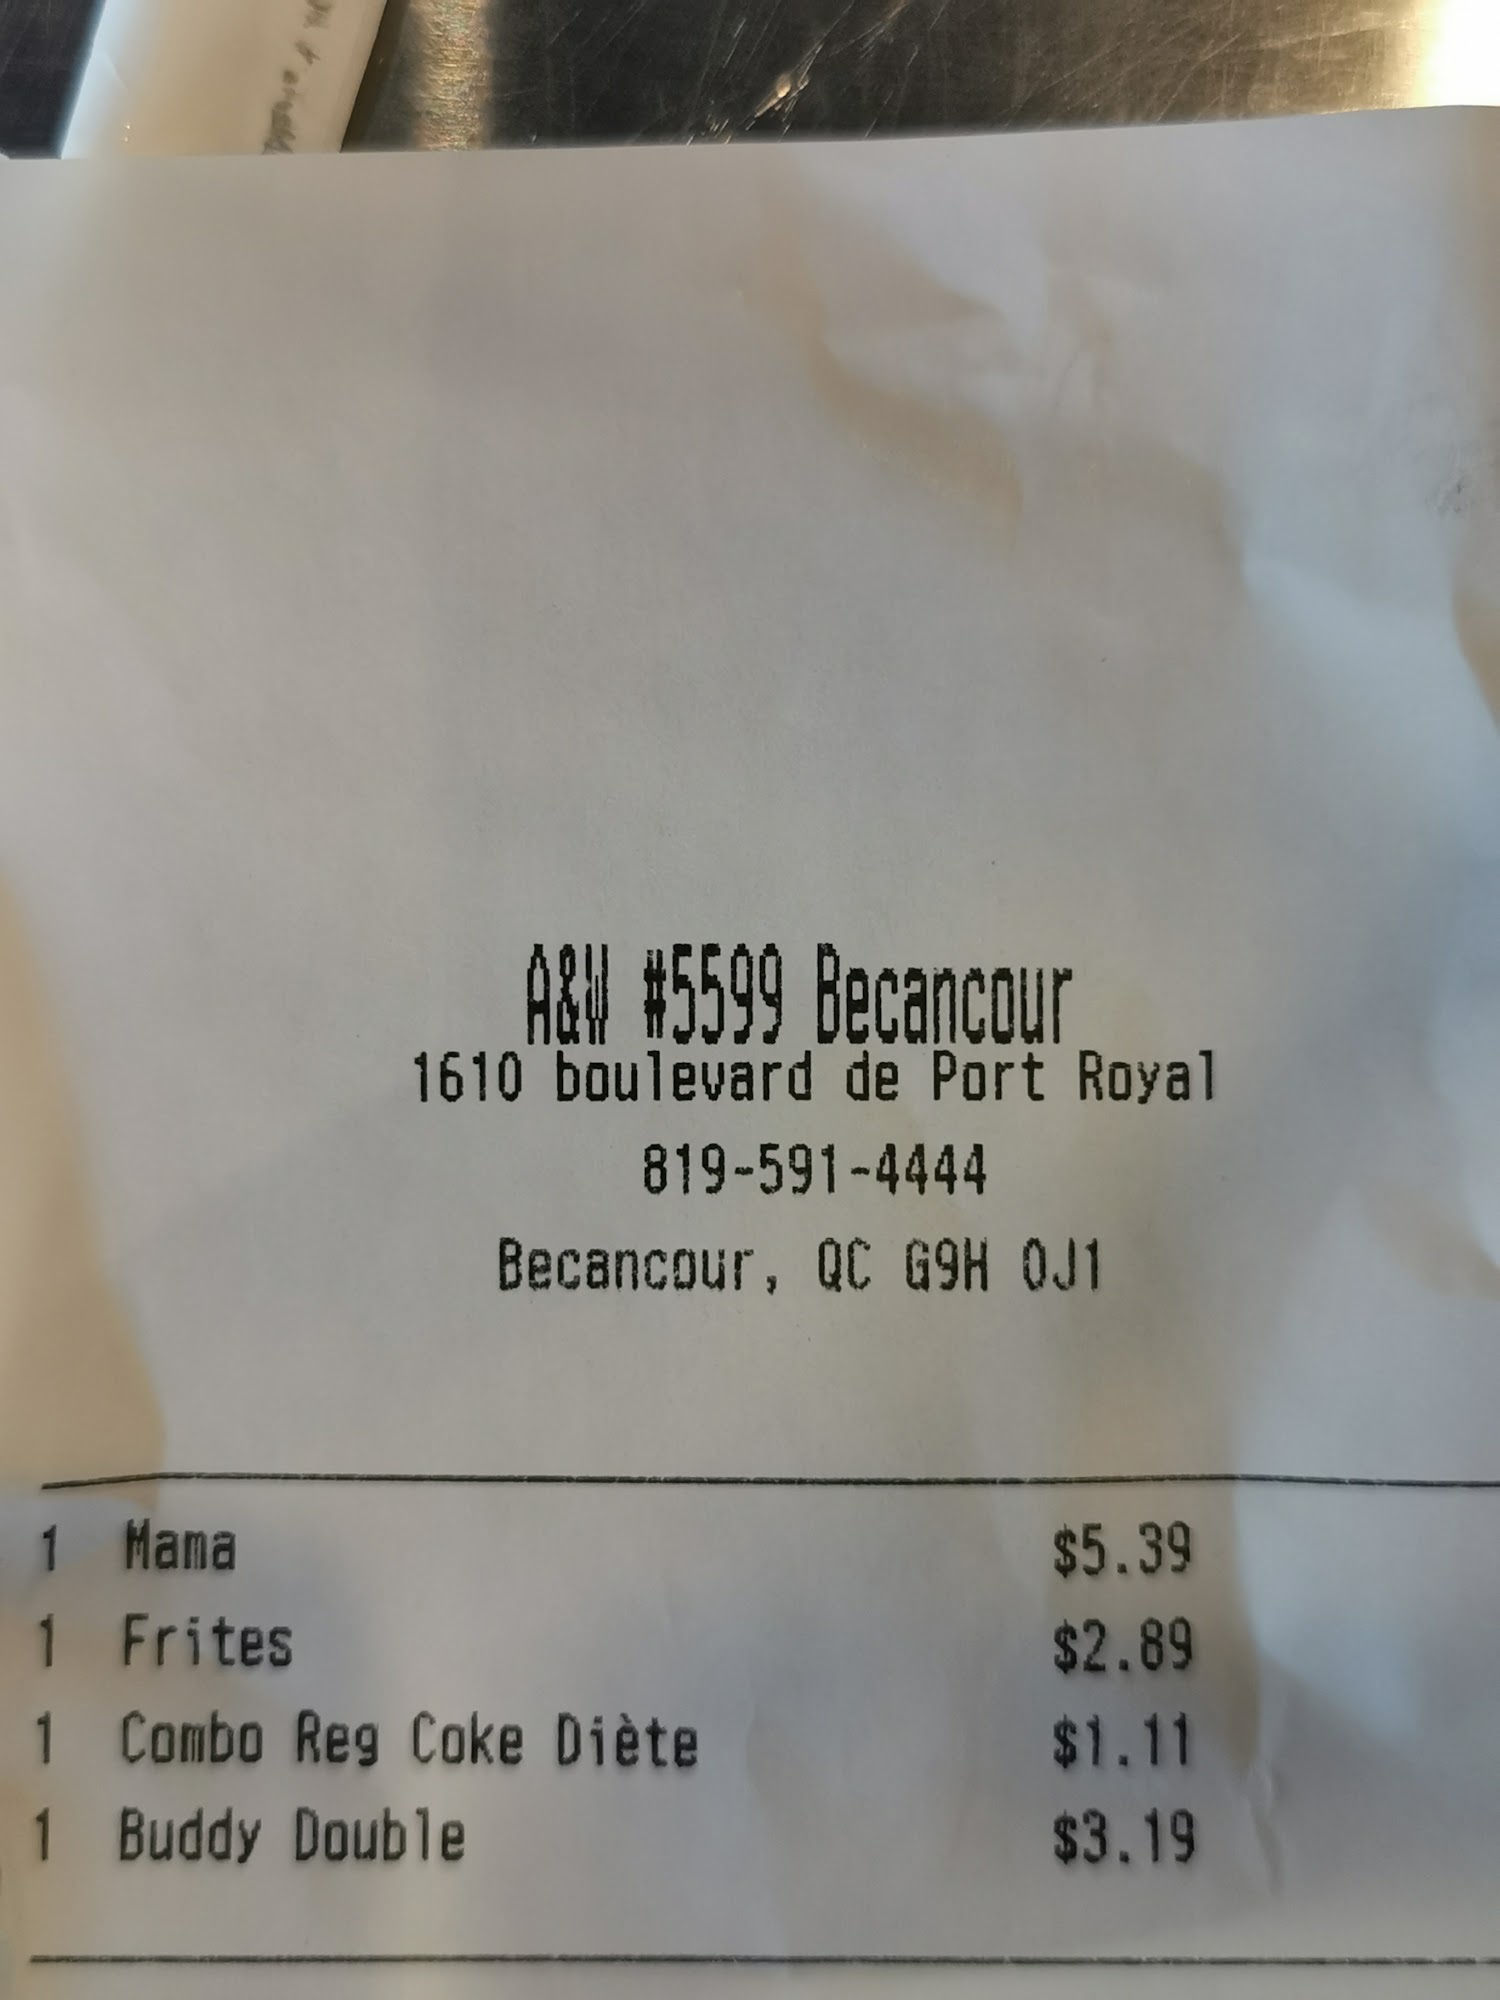 A&W #5599 Becancour
1610 boulevard de Port Royal
819-591-4444
Becancour, QC G9H 0J1
1 Mama $5.39
1 Frites $2.89
1 Combo Reg Coke Diète $1.11
1 Buddy Double $3.19